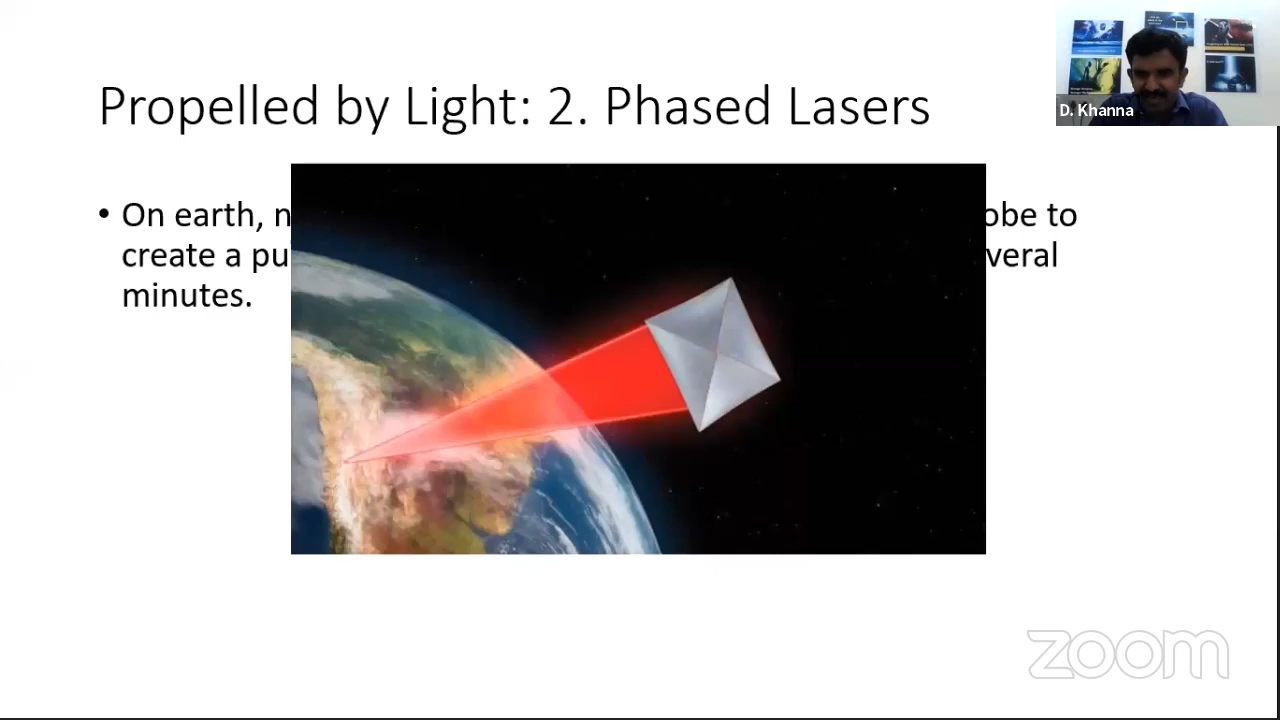 Propelled by Light: 2. Phased Lasers
D. Khanna
• On earth, n obe to
create a pu veral
minutes.
zoom